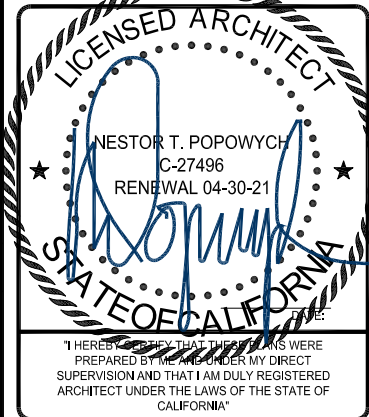 LICENSED ARCHITECT
NESTOR T. POPOWYCH
C-27496
RENEWAL 04-30-21
STATE OF CALIFORNIA
DATE:
"I HEREBY CERTIFY THAT THESE PLANS WERE
PREPARED BY ME AND UNDER MY DIRECT
SUPERVISION AND THAT I AM DULY REGISTERED
ARCHITECT UNDER THE LAWS OF THE STATE OF
CALIFORNIA"